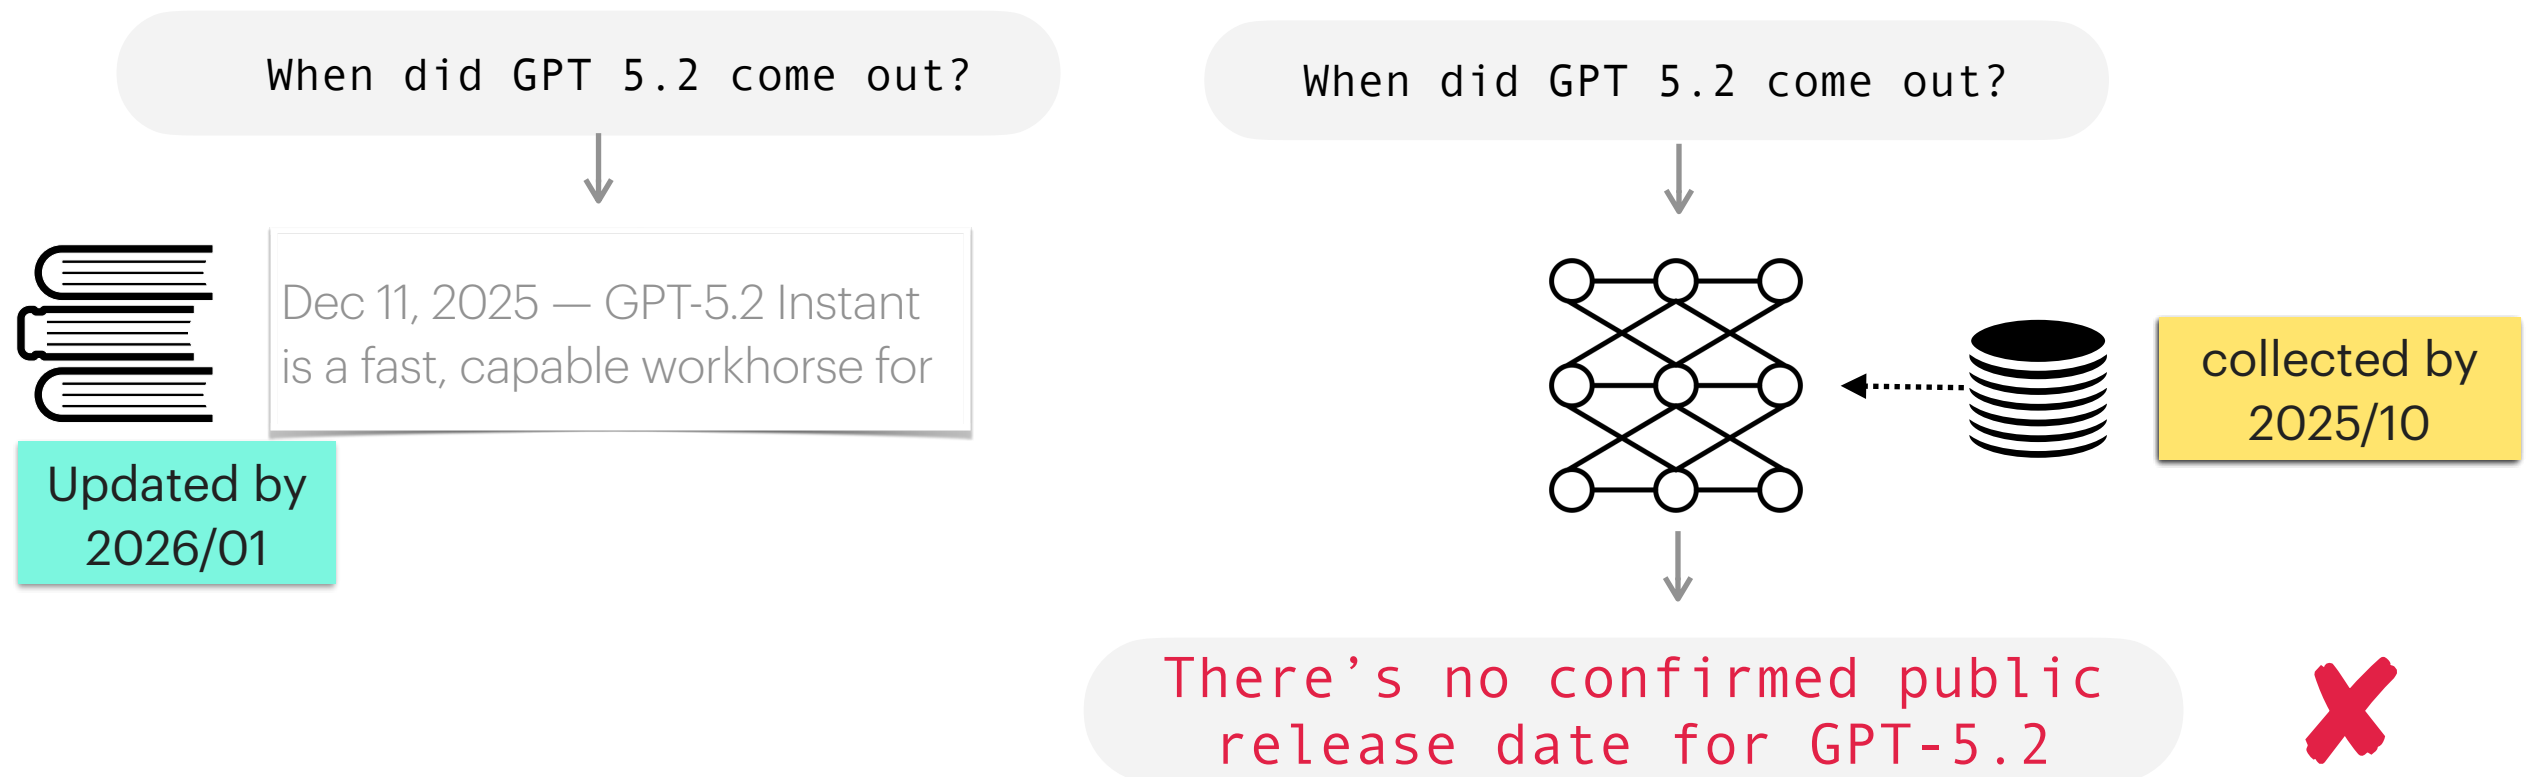 When did GPT 5.2 come out?
Dec 11, 2025 — GPT-5.2 Instant
is a fast, capable workhorse for
Updated by
2026/01
When did GPT 5.2 come out?
collected by
2025/10
There’s no confirmed public
release date for GPT-5.2